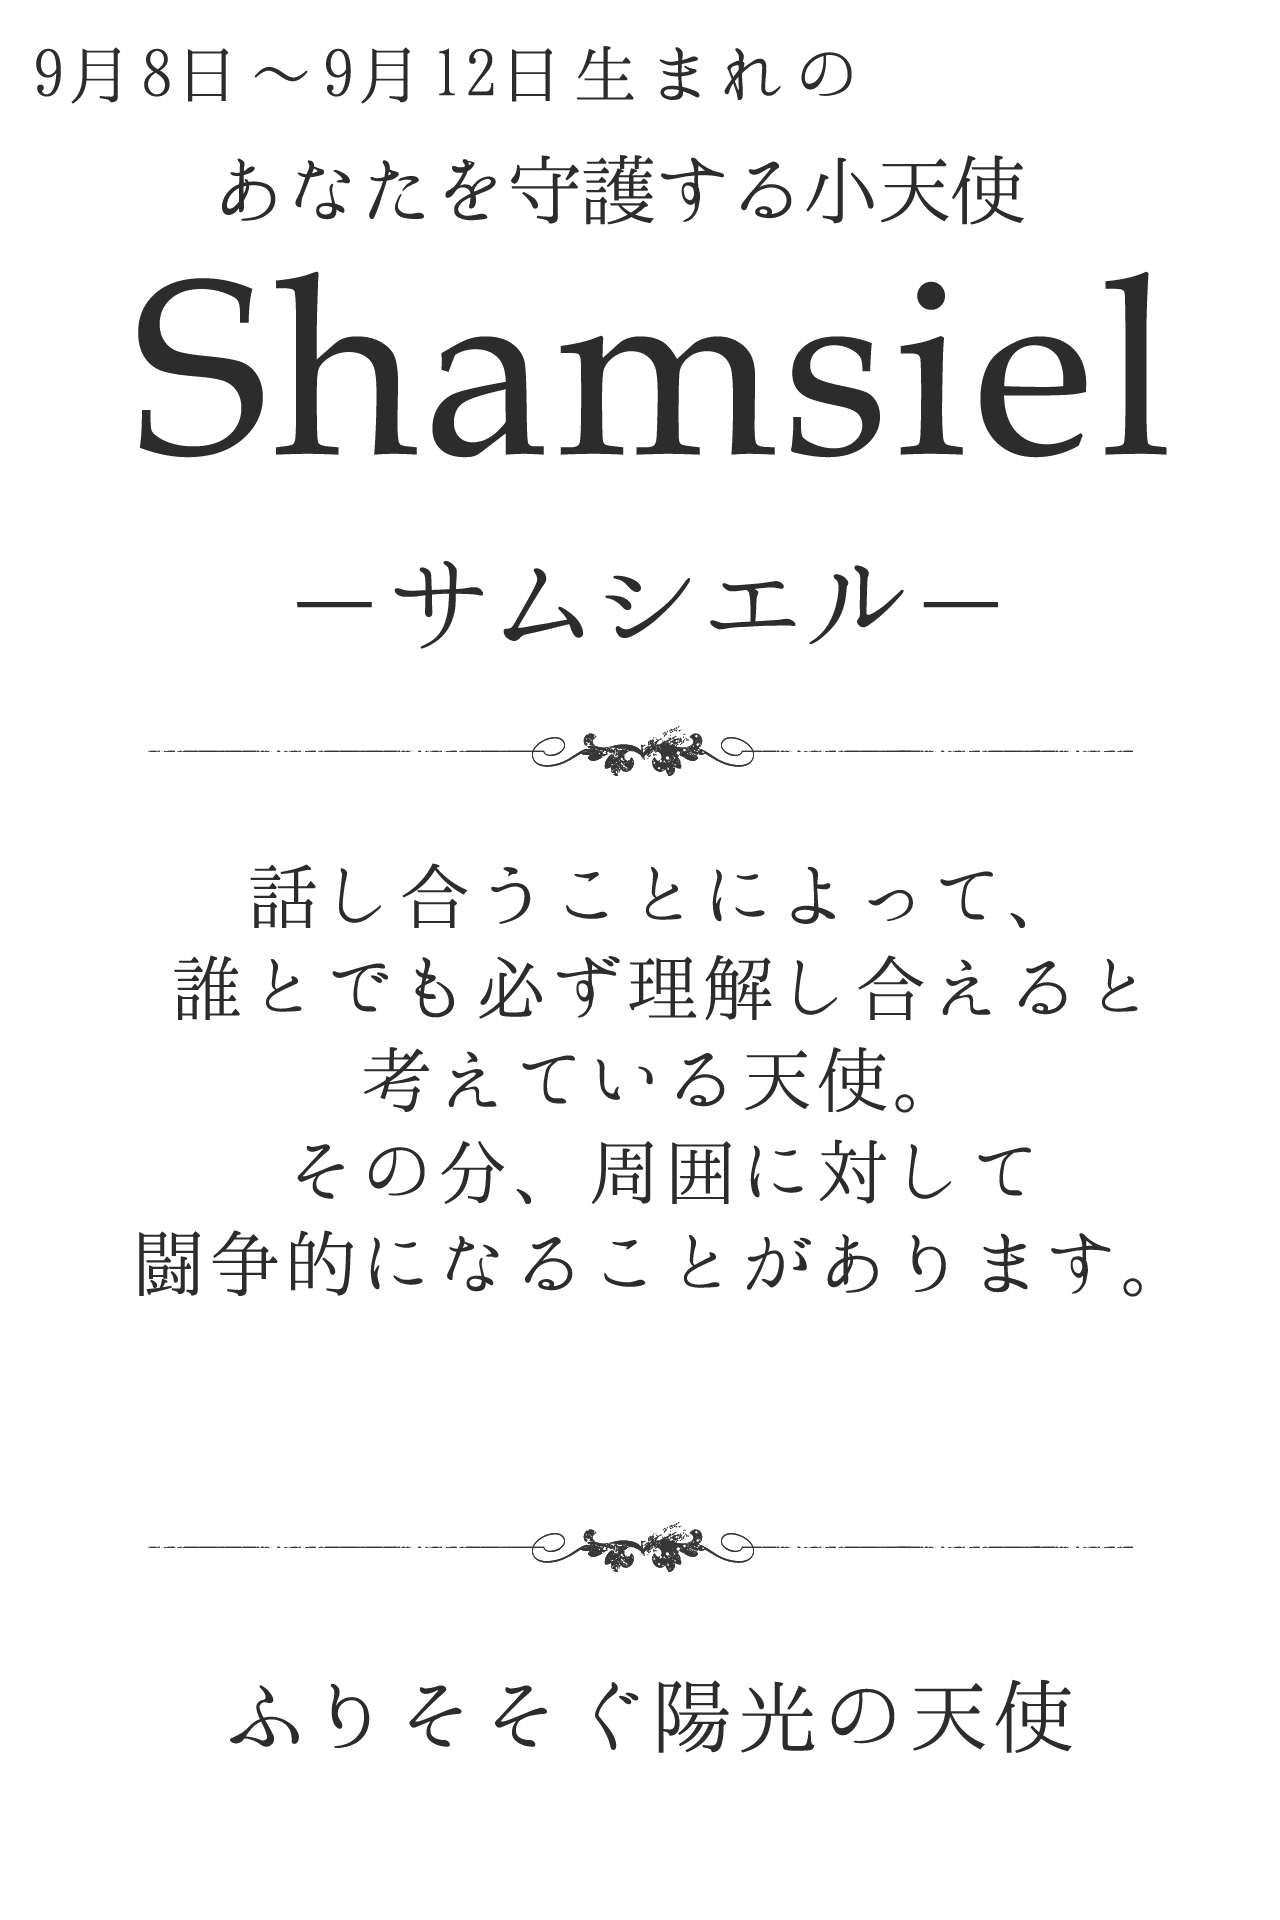 9月8日～9月12日生まれの
あなたを守護する小天使
Shamsiel
－サムシエル－
話し合うことによって、
誰とでも必ず理解し合えると
考えている天使。
その分、周囲に対して
闘争的になることがあります。
ふりそそぐ陽光の天使